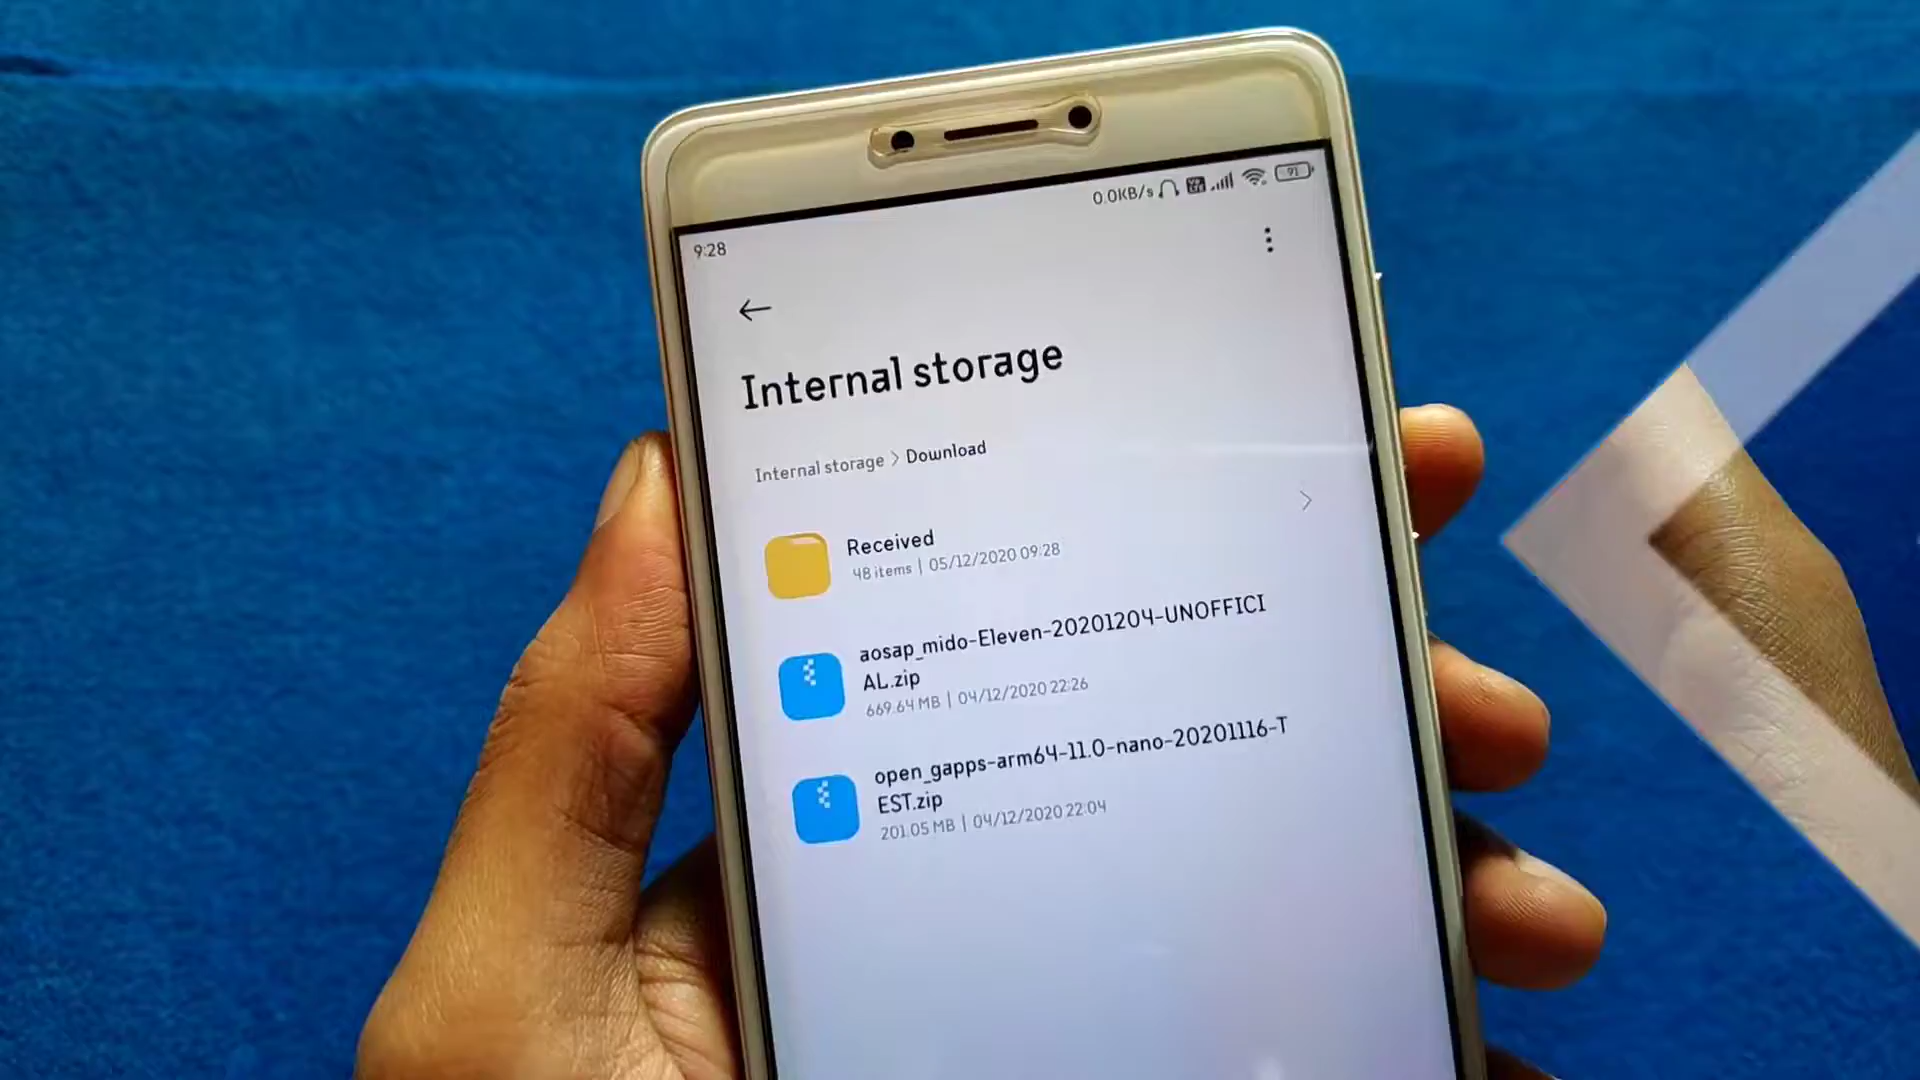 9:28
0.0KB/s
91
Internal storage
Internal storage > Download
Received
48 items | 05/12/2020 09:28
aosap_mido-Eleven-20201204-UNOFFICI
AL.zip
669.64 MB | 04/12/2020 22:26
open_gapps-arm64-11.0-nano-20201116-T
EST.zip
201.05 MB | 04/12/2020 22:04